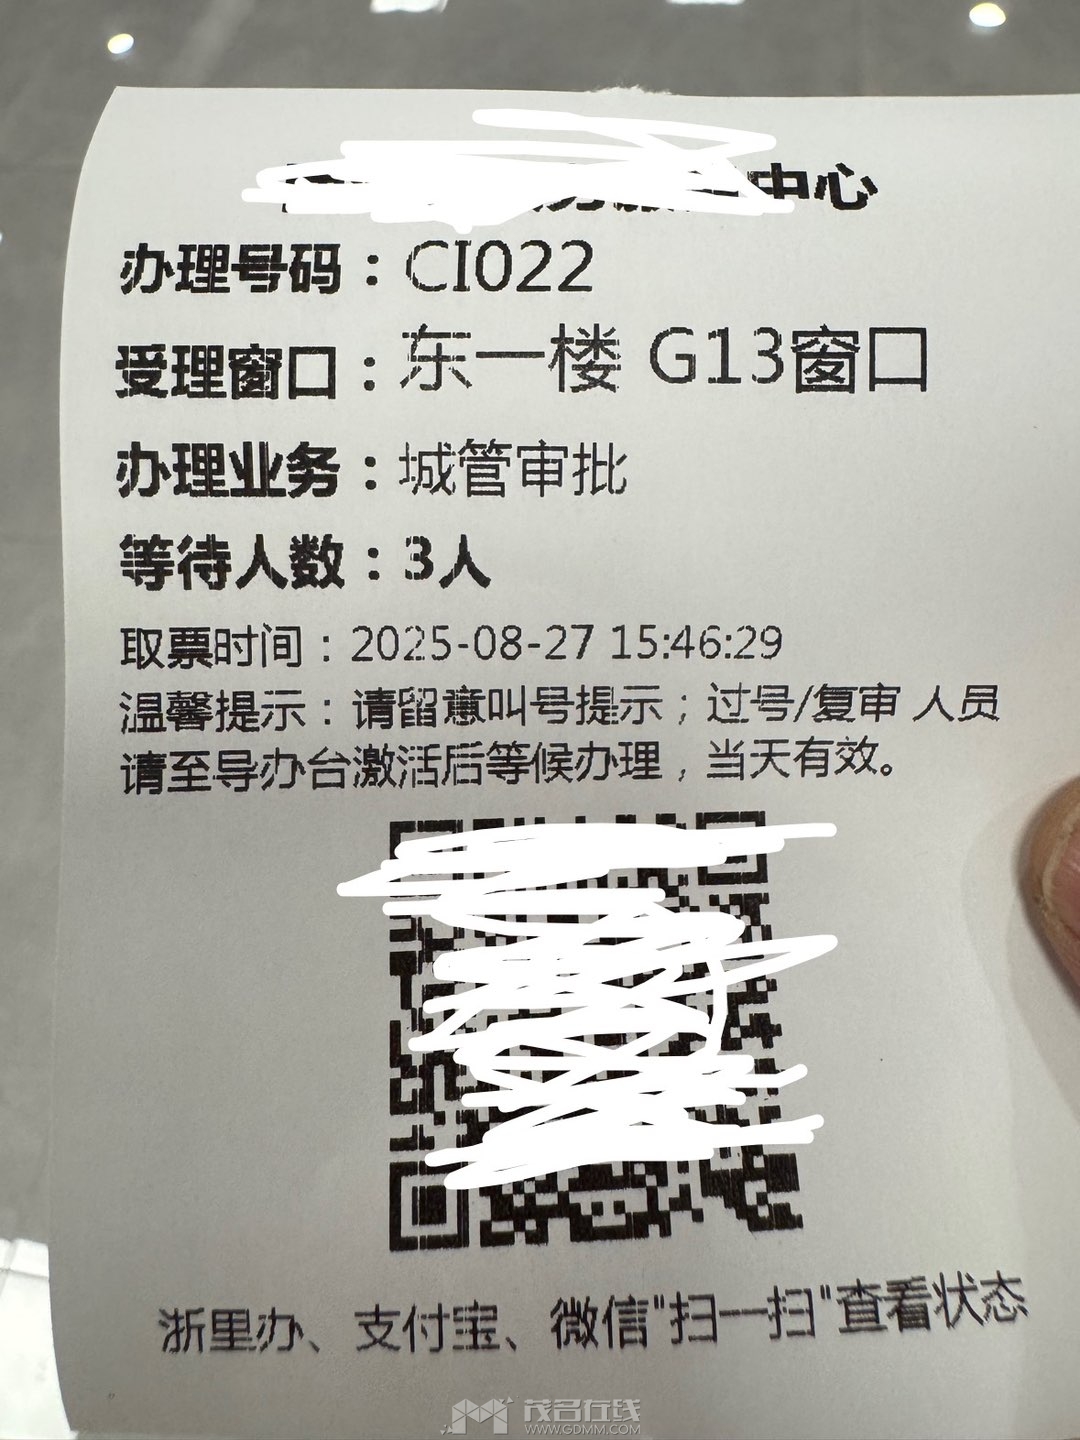 中心
办理号码：CI022
受理窗口：东一楼 G13窗口
办理业务：城管审批
等待人数：3人
取票时间：2025-08-27 15:46:29
温馨提示：请留意叫号提示；过号/复审 人员
请至导办台激活后等候办理，当天有效。
浙里办、支付宝、微信"扫一扫"查看状态
茂名在线
WWW.GDMM.COM